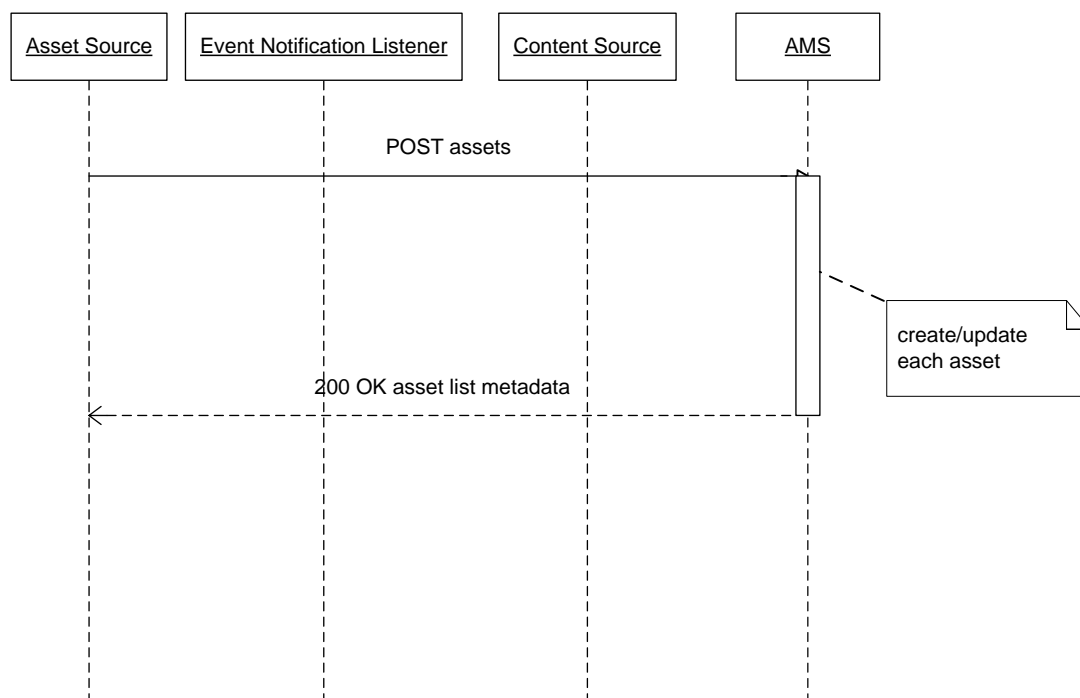 Asset Source
Event Notification Listener
Content Source
AMS
POST assets
create/update
each asset
200 OK asset list metadata